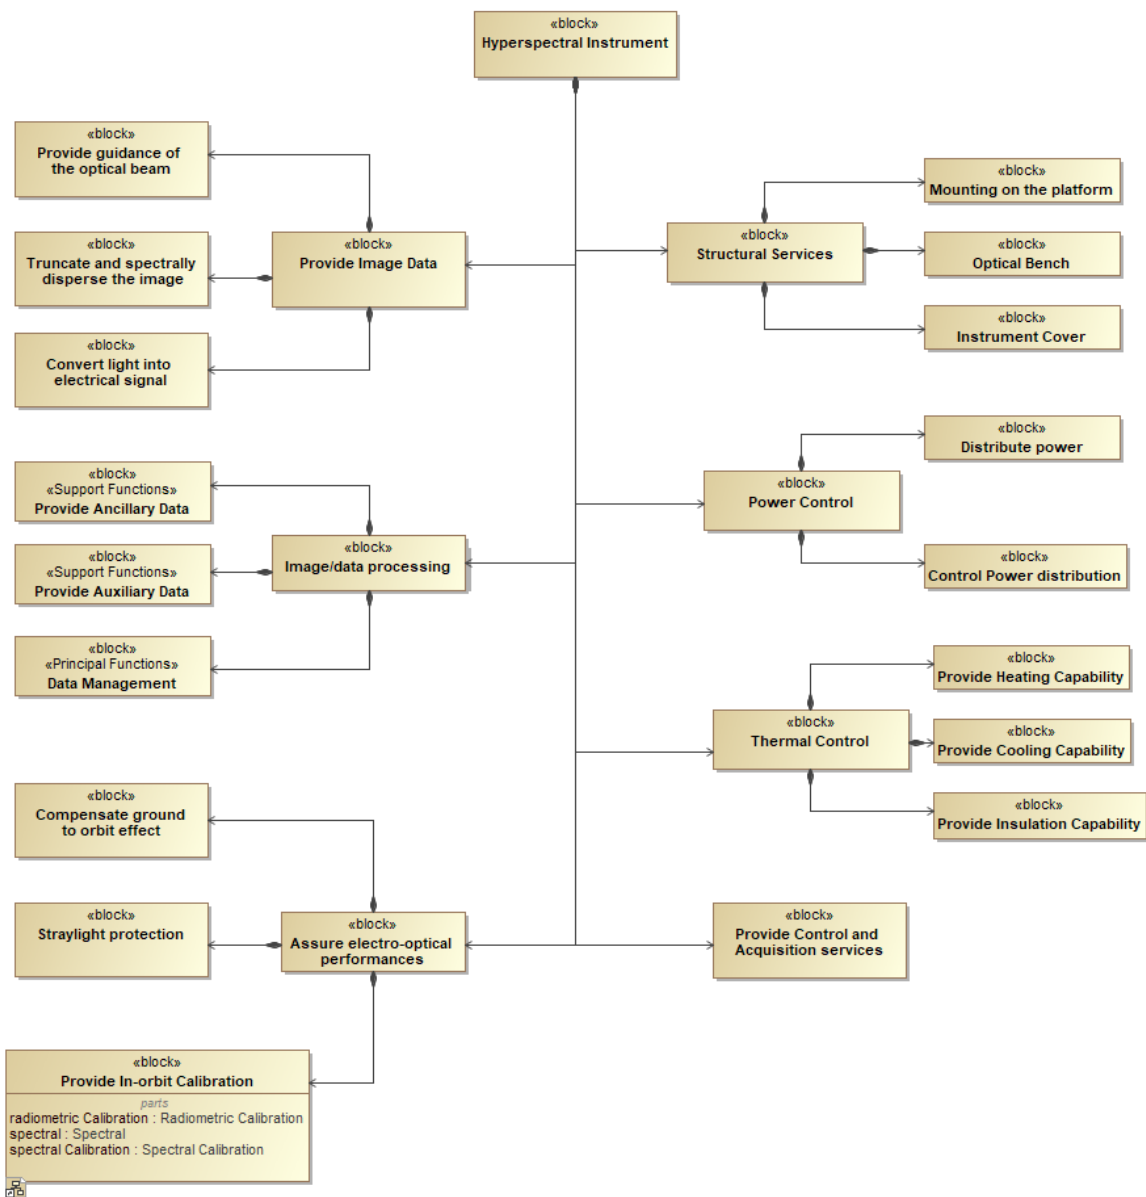 «block»
Hyperspectral Instrument
«block»
Provide guidance of
the optical beam
«block»
Truncate and spectrally
disperse the image
«block»
Convert light into
electrical signal
«block»
Provide Image Data
«block»
Structural Services
«block»
Mounting on the platform
«block»
Optical Bench
«block»
Instrument Cover
«block»
«Support Functions»
Provide Ancillary Data
«block»
«Support Functions»
Provide Auxiliary Data
«block»
«Principal Functions»
Data Management
«block»
Image/data processing
«block»
Power Control
«block»
Distribute power
«block»
Control Power distribution
«block»
Thermal Control
«block»
Provide Heating Capability
«block»
Provide Cooling Capability
«block»
Provide Insulation Capability
«block»
Compensate ground
to orbit effect
«block»
Straylight protection
«block»
Assure electro-optical
performances
«block»
Provide Control and
Acquisition services
«block»
Provide In-orbit Calibration
parts
radiometric Calibration : Radiometric Calibration
spectral : Spectral
spectral Calibration : Spectral Calibration